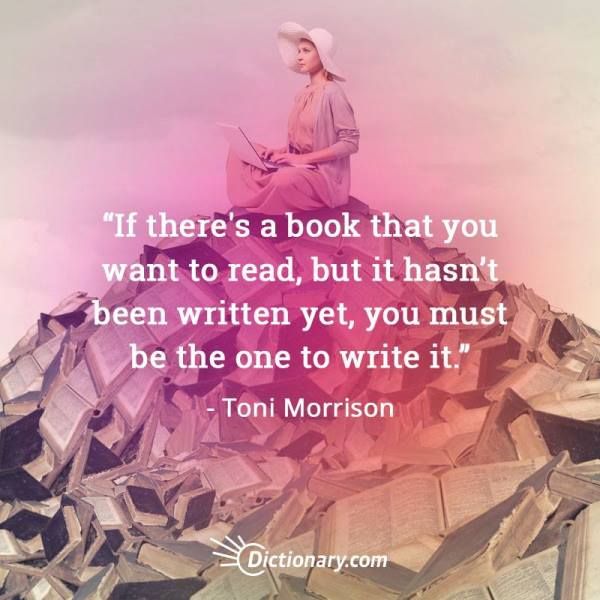 “If there's a book that you
want to read, but it hasn’t
been written yet, you must
be the one to write it.”
- Toni Morrison
Dictionary.com